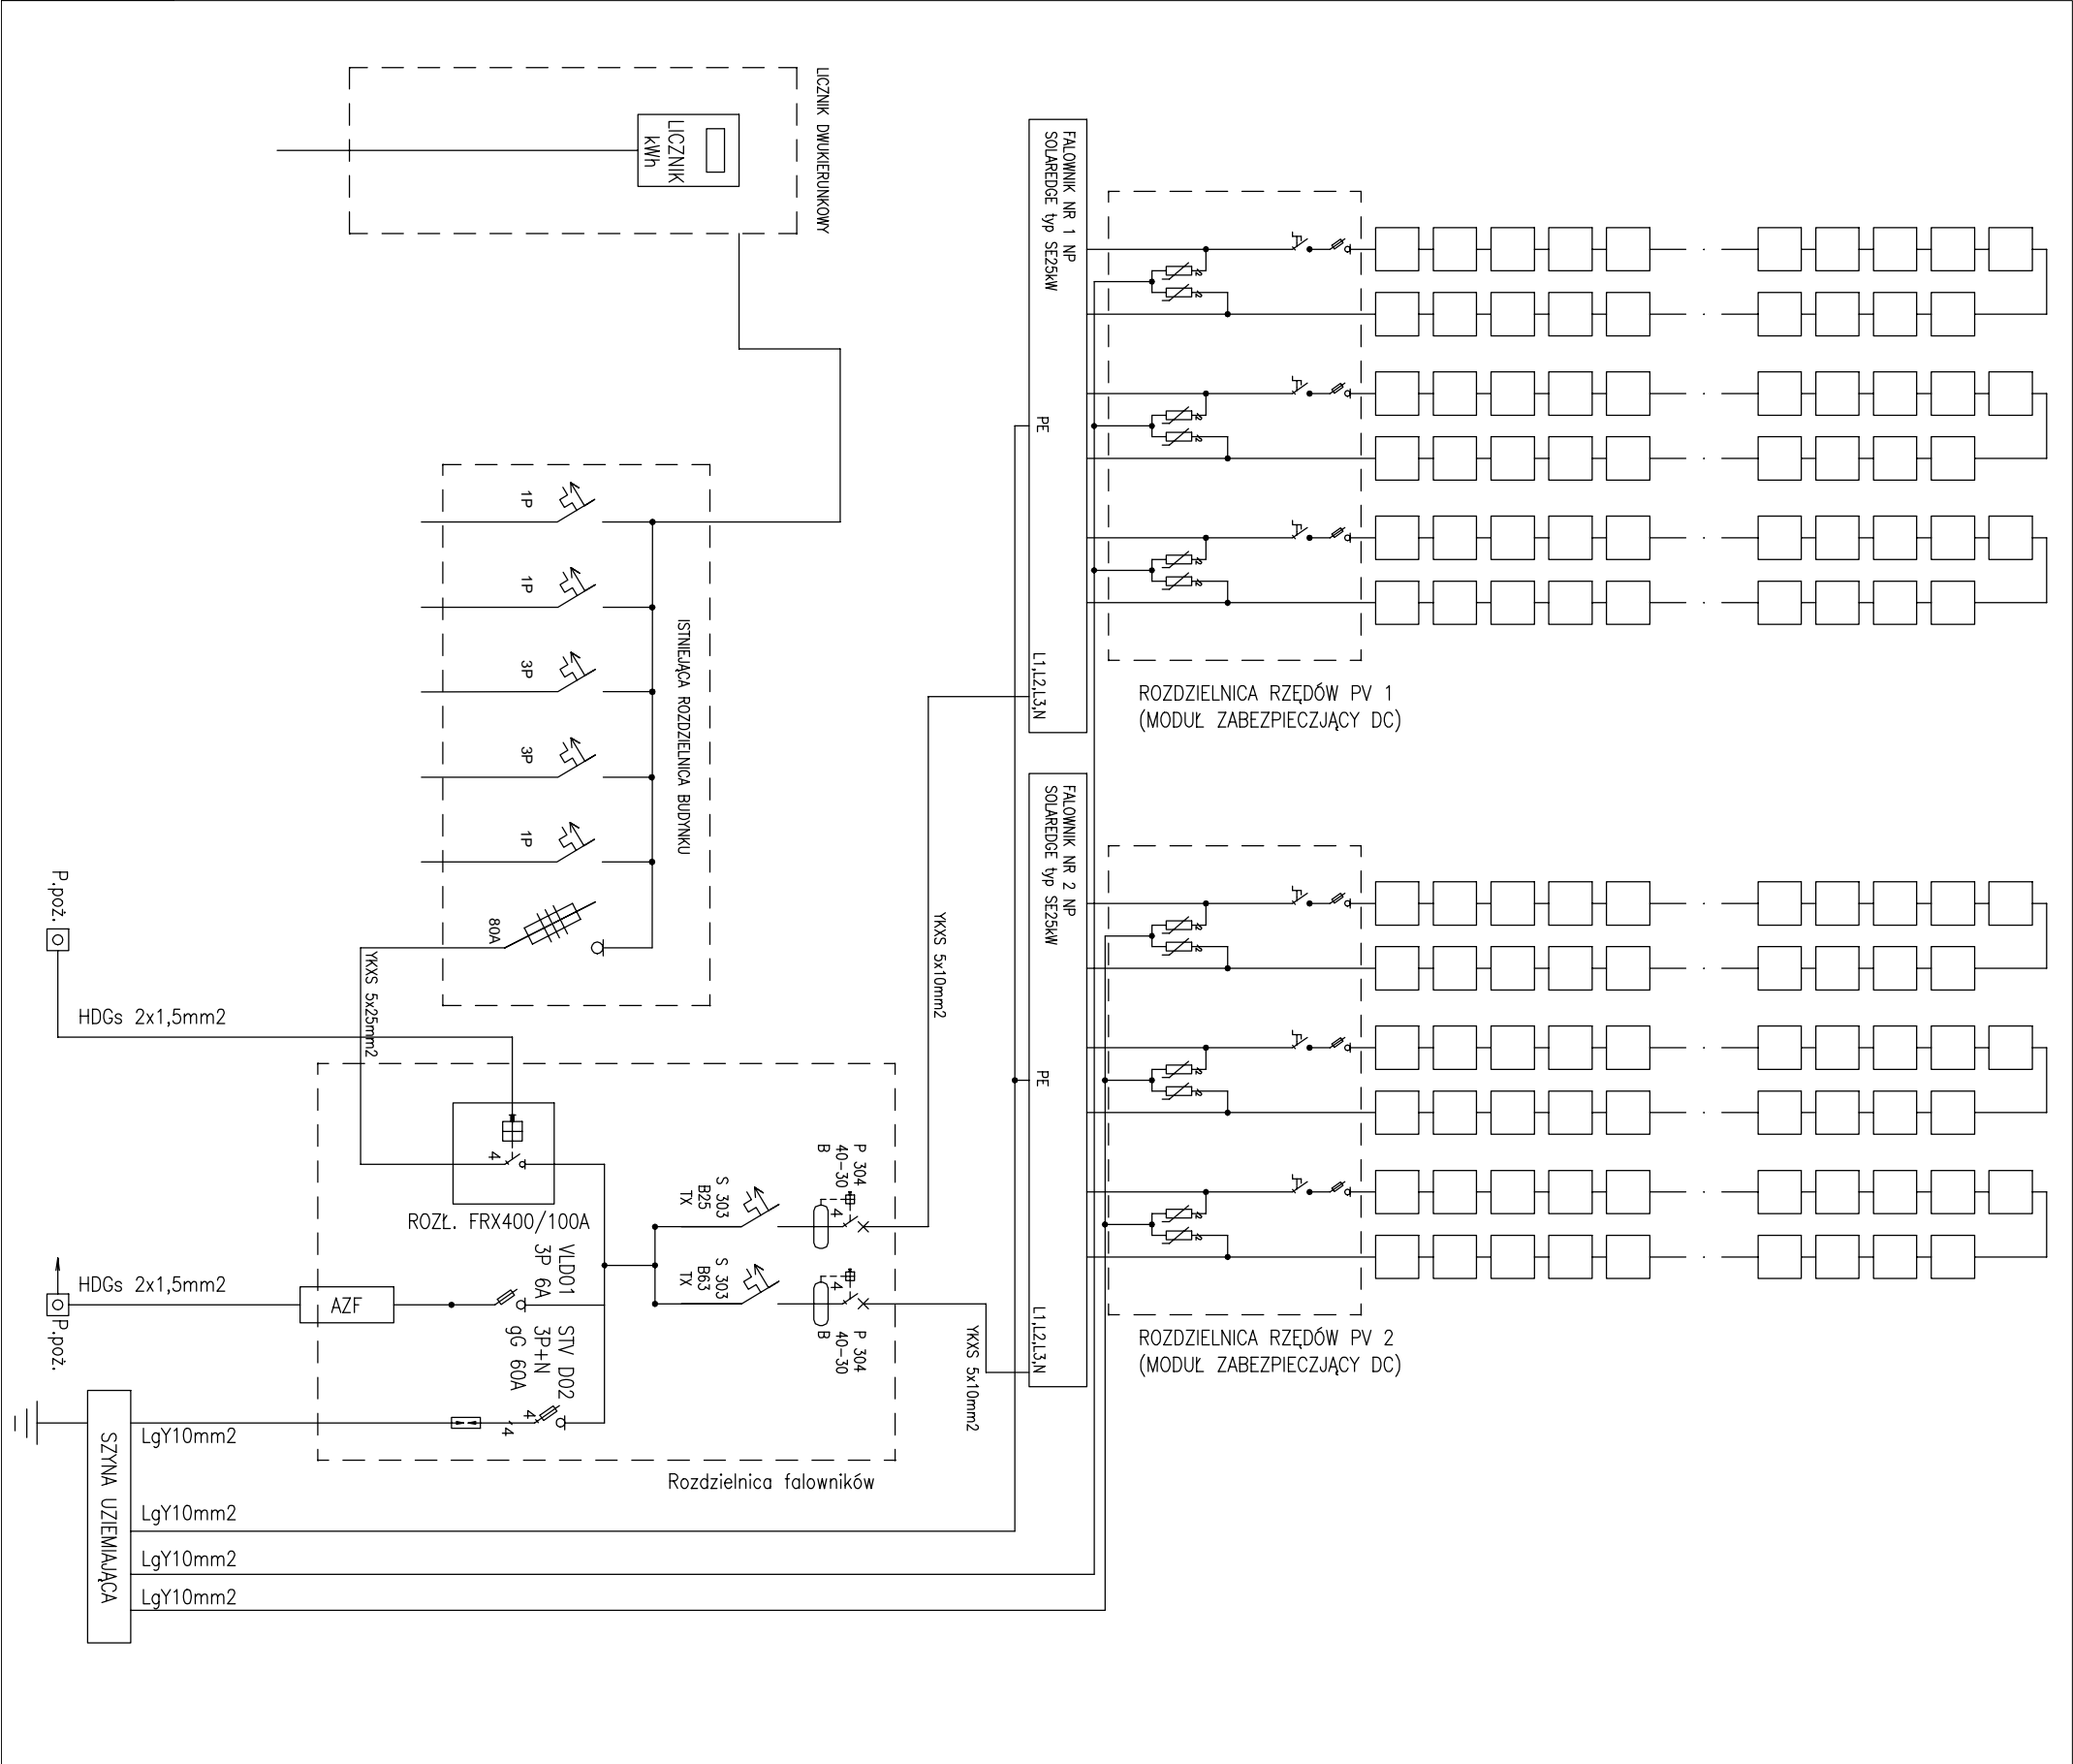 LICZNIK DWUKIERUNKOWY
LICZNIK
kWh
FALOWNIK NR 1 NP
SOLAREDGE typ SE25kW
PE
L1,L2,L3,N
ROZDZIELNICA RZĘDÓW PV 1
(MODUŁ ZABEZPIECZJĄCY DC)
ISTNIEJĄCA ROZDZIELNICA BUDYNKU
1P
1P
3P
3P
1P
80A
FALOWNIK NR 2 NP
SOLAREDGE typ SE25kW
PE
L1,L2,L3,N
ROZDZIELNICA RZĘDÓW PV 2
(MODUŁ ZABEZPIECZJĄCY DC)
P.poż.
HDGs 2x1,5mm2
YKXS 5x25mm2
YKXS 5x10mm2
4
ROZŁ. FRX400/100A
P 304
40-30
B
4
S 303
B25
TX
S 303
B63
TX
4
P 304
40-30
B
YKXS 5x10mm2
VLD01
3P 6A
HDGs 2x1,5mm2
AZF
P.poż.
STV D02
3P+N
gG 60A
4
4
Rozdzielnica falowników
SZYNA UZIEMIAJĄCA
LgY10mm2
LgY10mm2
LgY10mm2
LgY10mm2